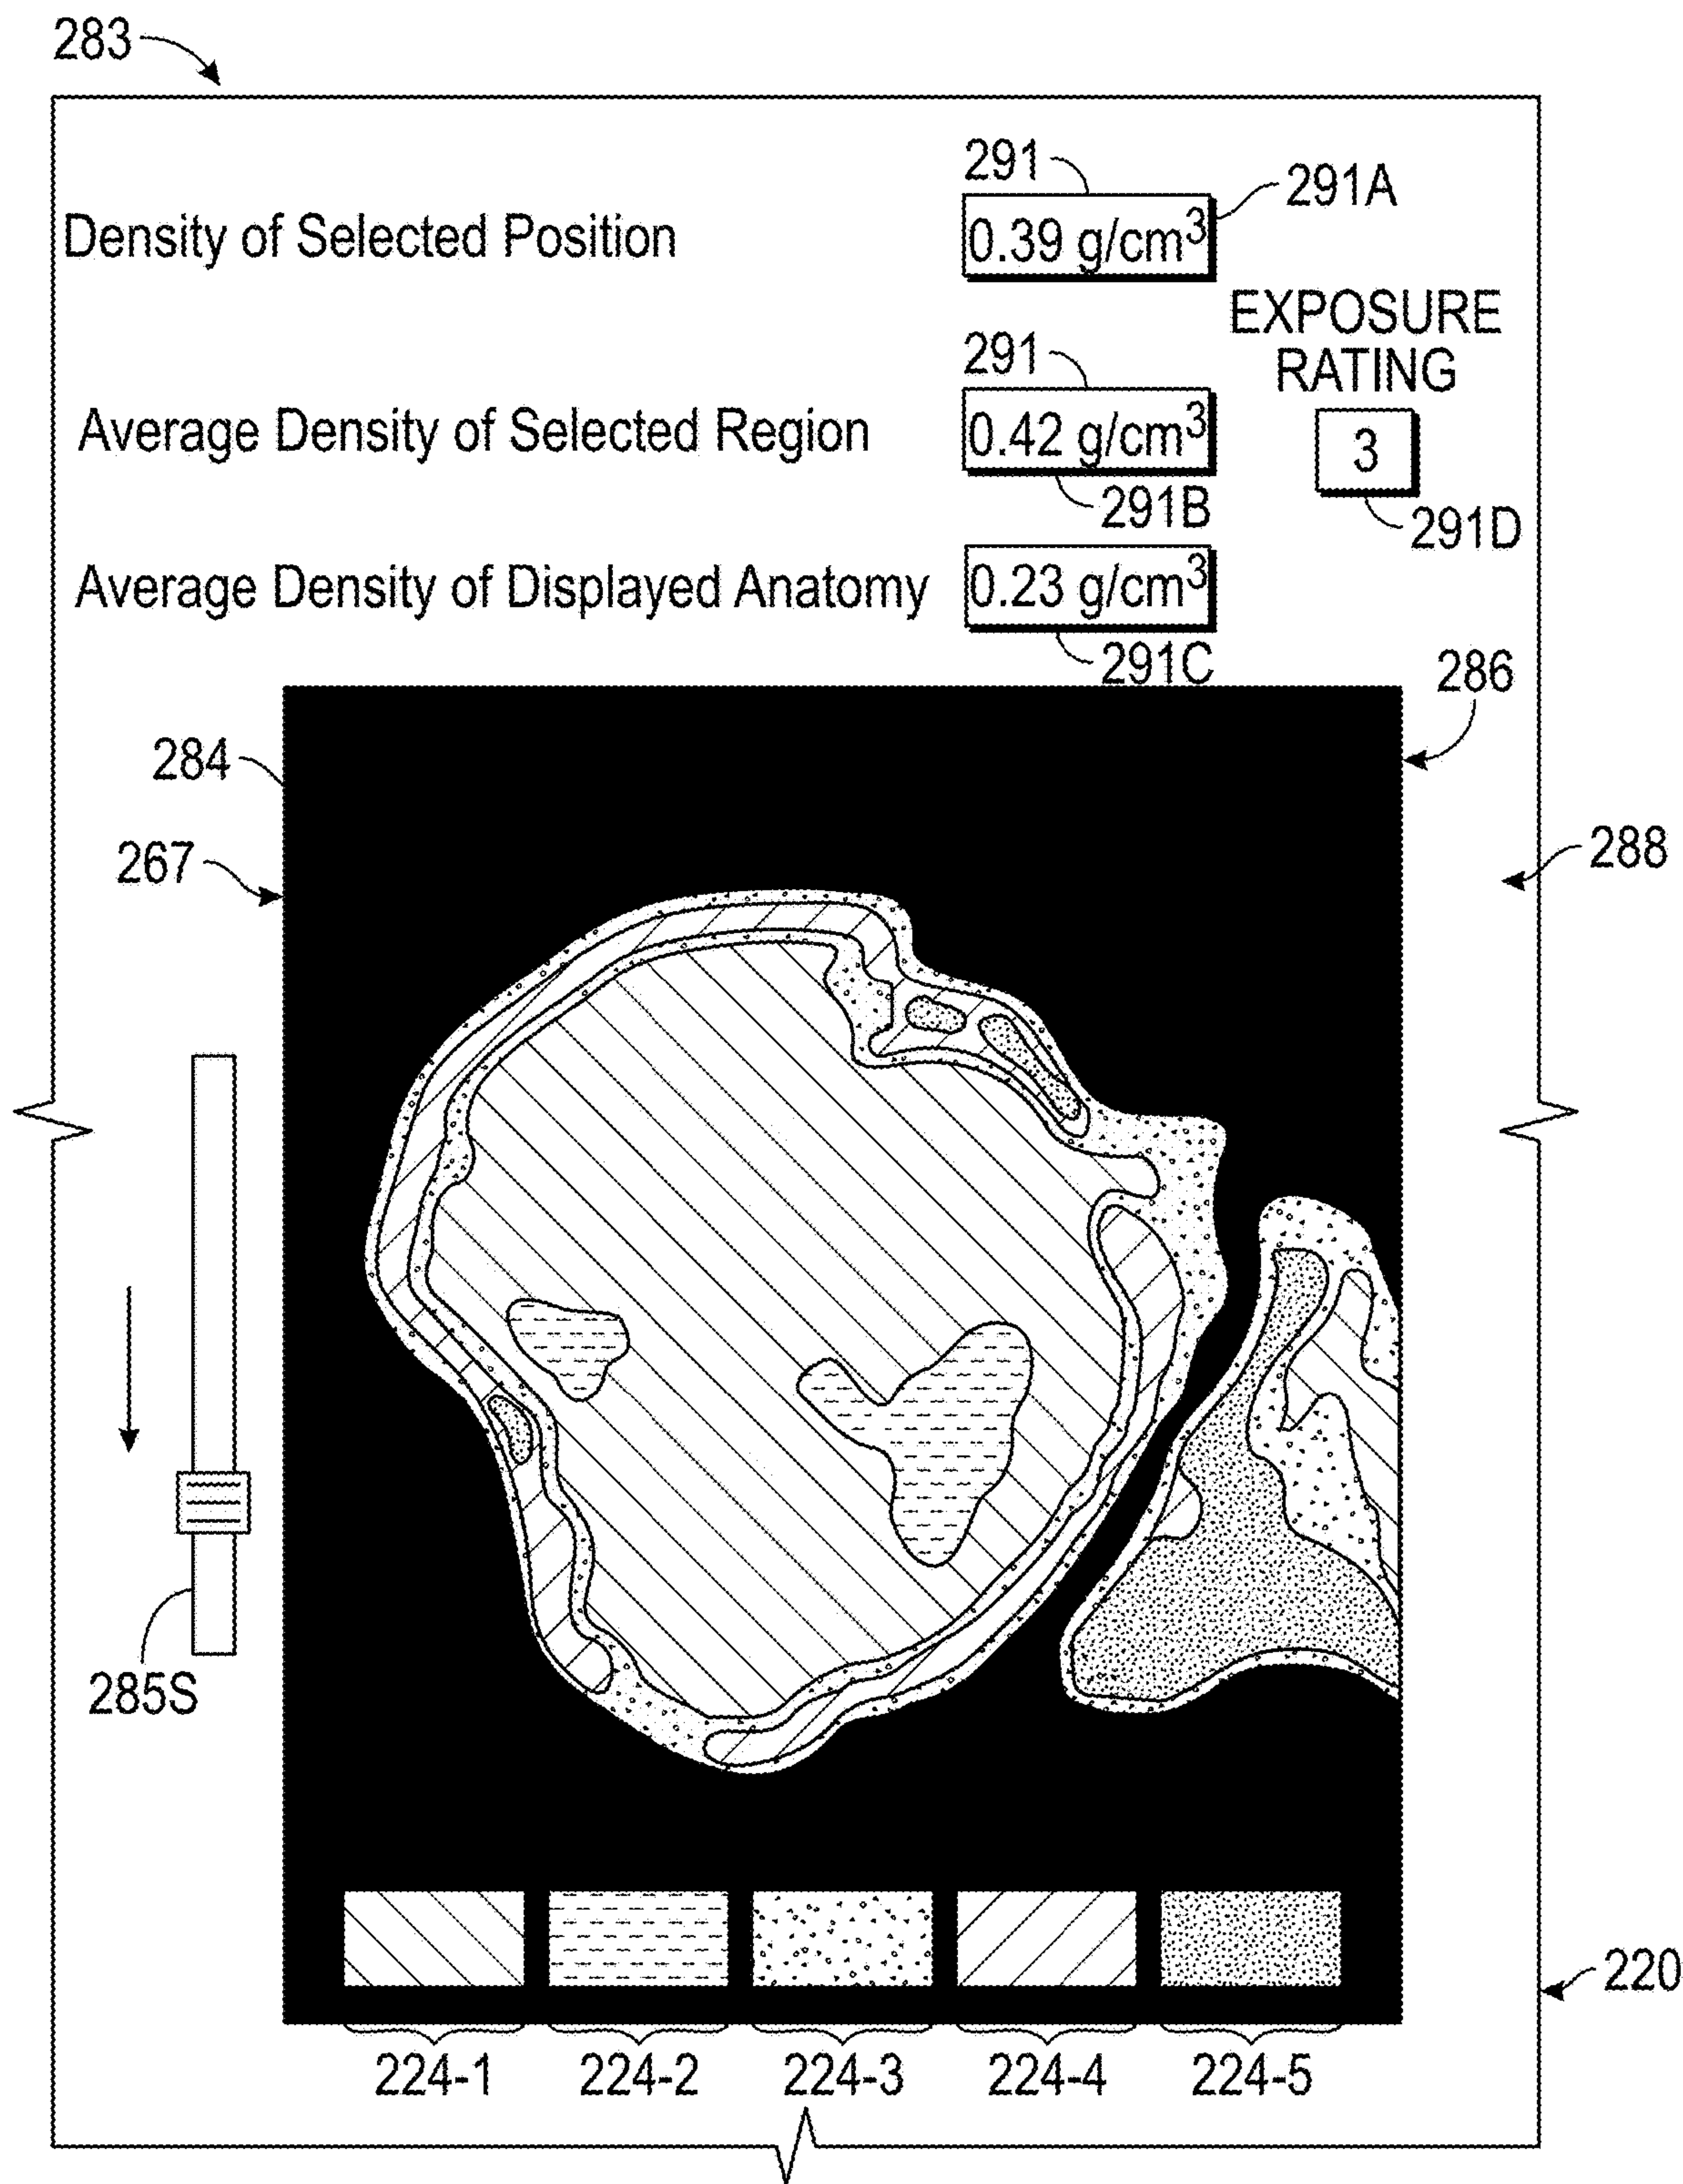 283
291
291A
Density of Selected Position
0.39 g/cm³
EXPOSURE
RATING
291
Average Density of Selected Region
0.42 g/cm³
3
291B
291D
Average Density of Displayed Anatomy
0.23 g/cm³
291C
286
284
267
288
285S
220
224-1 224-2 224-3 224-4 224-5